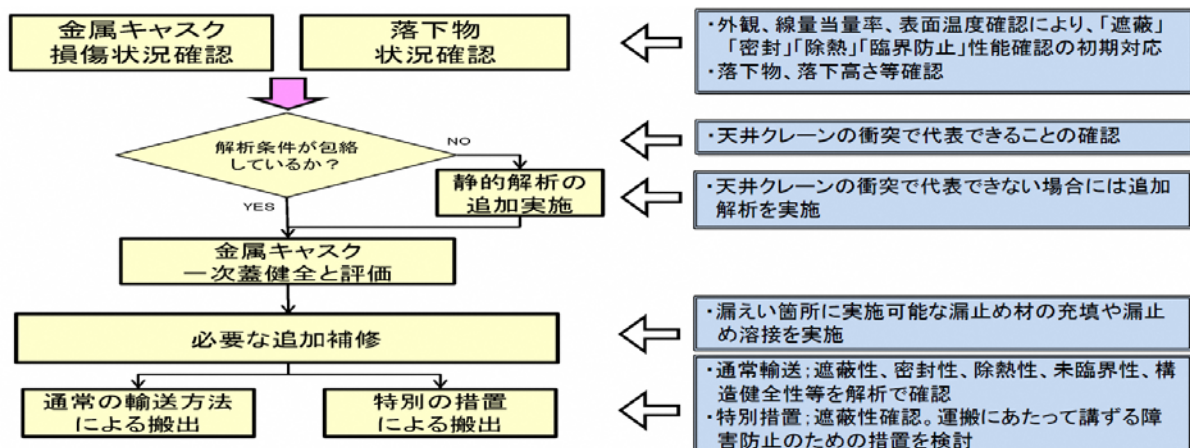 金属キャスク
損傷状況確認
落下物
状況確認
・外観、線量当量率、表面温度確認により、「遮蔽」
「密封」「除熱」「臨界防止」性能確認の初期対応
・落下物、落下高さ等確認
解析条件が包絡
しているか?
NO
YES
・天井クレーンの衝突で代表できることの確認
静的解析の
追加実施
・天井クレーンの衝突で代表できない場合には追加
解析を実施
金属キャスク
一次蓋健全と評価
必要な追加補修
・漏えい箇所に実施可能な漏止め材の充填や漏止
め溶接を実施
通常の輸送方法
による搬出
特別の措置
による搬出
・通常輸送;遮蔽性、密封性、除熱性、未臨界性、構
造健全性等を解析で確認
・特別措置;遮蔽性確認。運搬にあたって講ずる障
害防止のための措置を検討